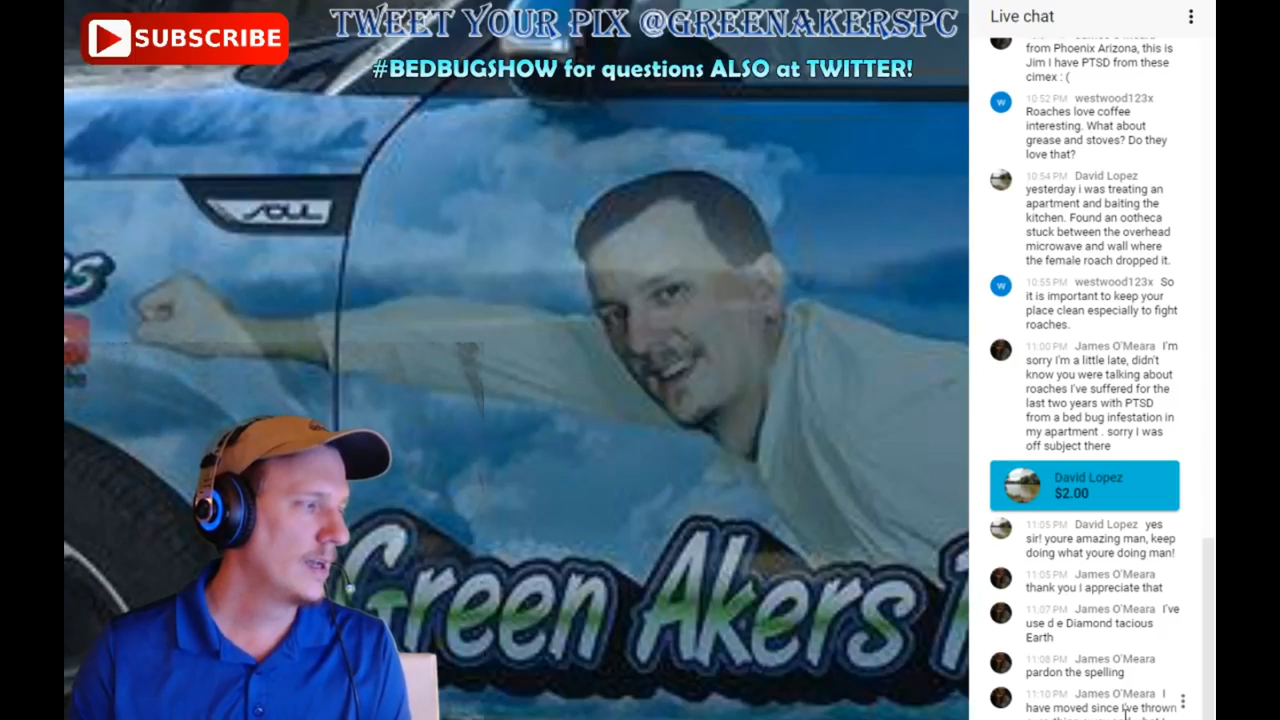 TWEET YOUR PIX @GREENAKERSPC
SUBSCRIBE
#BEDBUGSHOW for questions ALSO at TWITTER!
SOUL
Green Akers
Live chat
from Phoenix Arizona, this is
Jim I have PTSD from these
cimex : (
10:52 PM westwood123x
Roaches love coffee
interesting. What about
grease and stoves? Do they
love that?
10:54 PM David Lopez
yesterday i was treating an
apartment and baiting the
kitchen. Found an ootheca
stuck between the overhead
microwave and wall where
the female roach dropped it.
10:55 PM westwood123x So
it is important to keep your
place clean especially to fight
roaches.
11:00 PM James O'Meara I'm
sorry I'm a little late, didn't
know you were talking about
roaches I've suffered for the
last two years with PTSD
from a bed bug infestation in
my apartment . sorry I was
off subject there
David Lopez
$2.00
11:05 PM David Lopez yes
sir! youre amazing man, keep
doing what youre doing man!
11:05 PM James O'Meara
thank you I appreciate that
11:07 PM James O'Meara I've
use d e Diamond tacious
Earth
11:08 PM James O'Meara
pardon the spelling
11:10 PM James O'Meara I
have moved since I've thrown